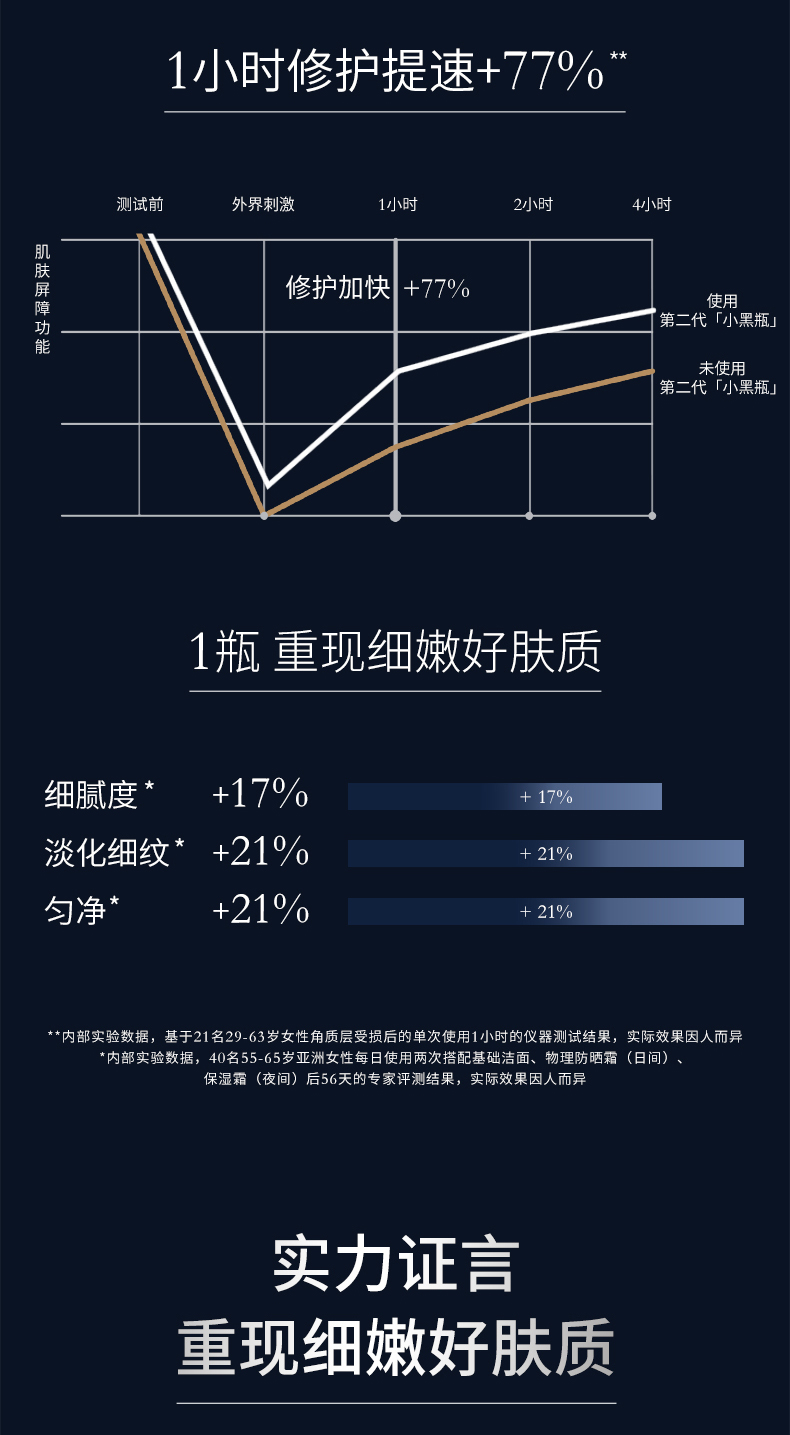 1小时修护提速+77%**
测试前 外界刺激 1小时 2小时 4小时
肌肤屏障功能
修护加快 +77%
使用
第二代「小黑瓶」
未使用
第二代「小黑瓶」
1瓶 重现细嫩好肤质
细腻度* +17% + 17%
淡化细纹* +21% + 21%
匀净* +21% + 21%
**内部实验数据，基于21名29-63岁女性角质层受损后的单次使用1小时的仪器测试结果，实际效果因人而异
*内部实验数据，40名55-65岁亚洲女性每日使用两次搭配基础洁面、物理防晒霜（日间）、
保湿霜（夜间）后56天的专家评测结果，实际效果因人而异
实力证言
重现细嫩好肤质